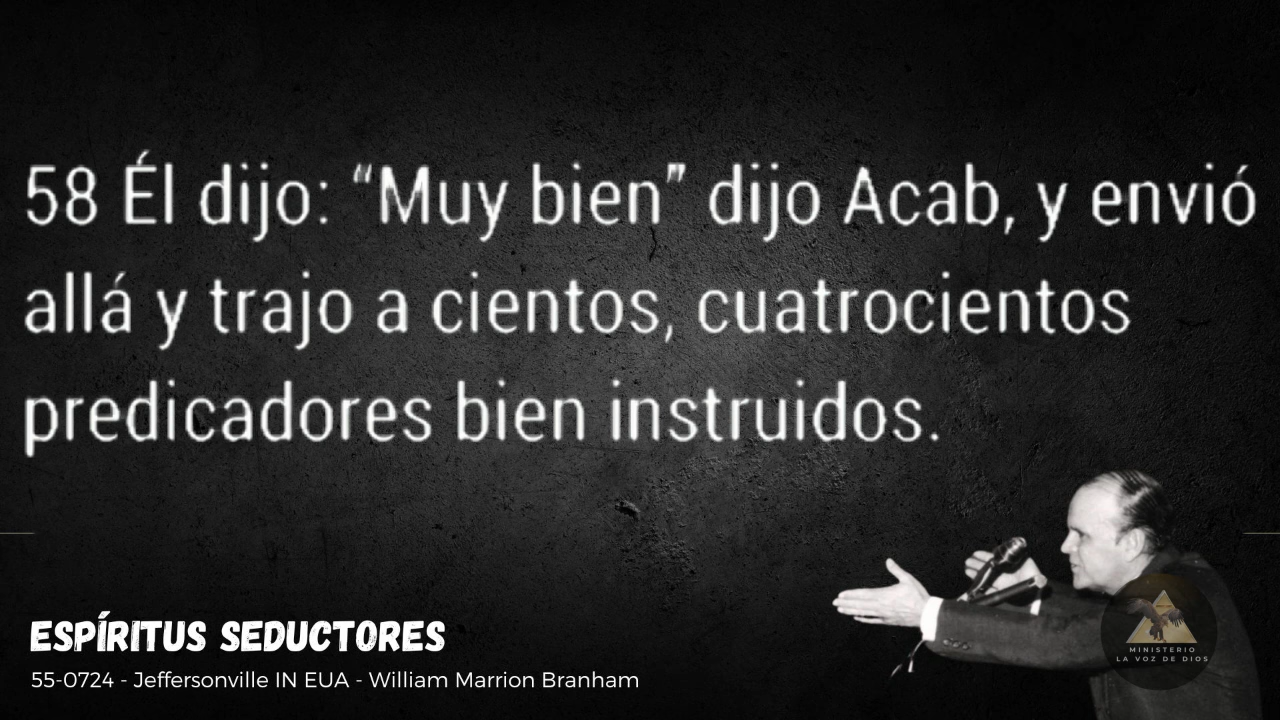 58 Él dijo: “Muy bien” dijo Acab, y envió
allá y trajo a cientos, cuatrocientos
predicadores bien instruidos.
ESPÍRITUS SEDUCTORES
55-0724 - Jeffersonville IN EUA - William Marrion Branham
MINISTERIO
LA VOZ DE DIOS